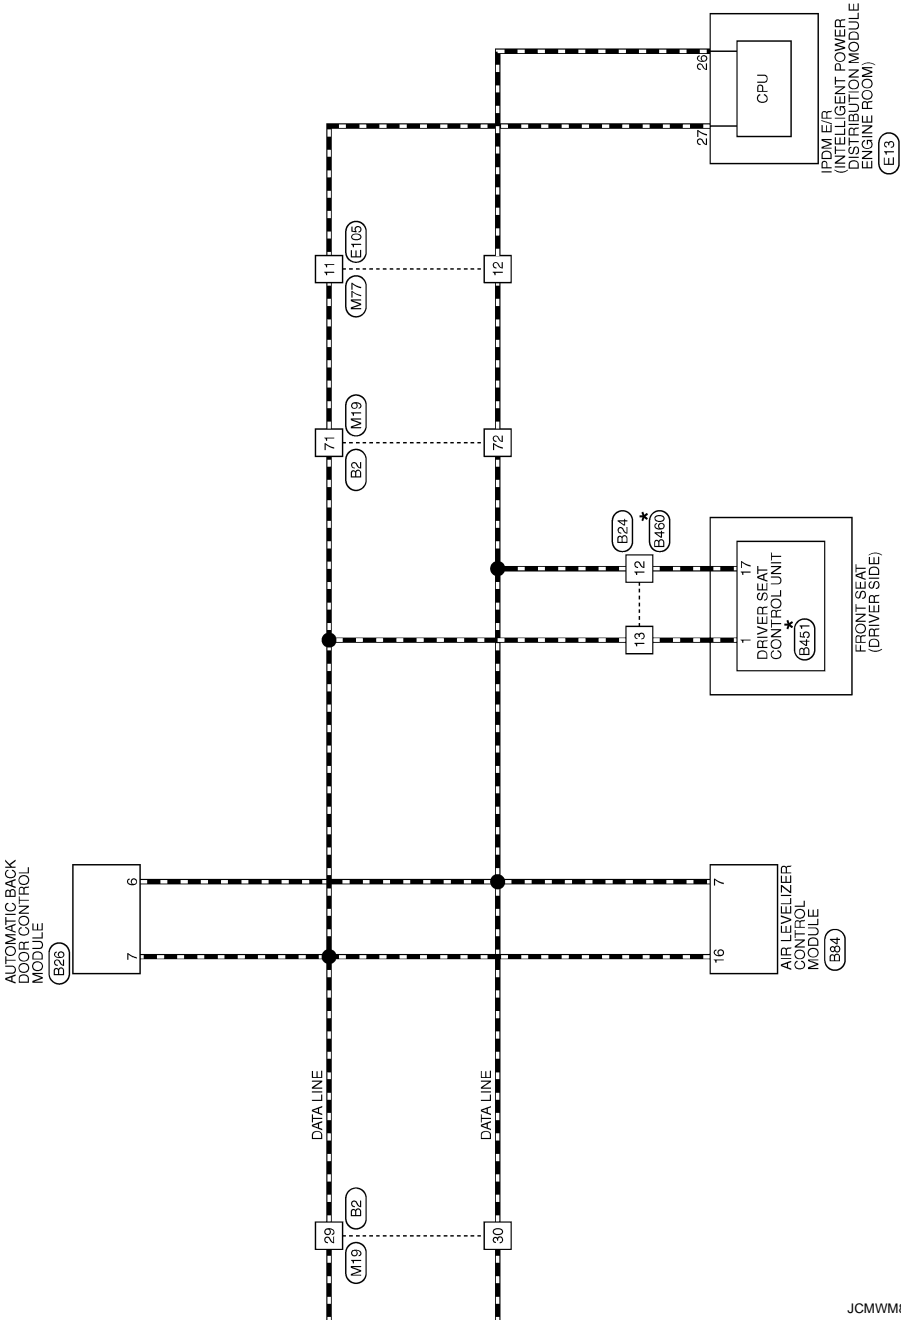 26
27
CPU
IPDM E/R
(INTELLIGENT POWER
DISTRIBUTION MODULE
ENGINE ROOM)
E13
11
E105
M77
12
71
M19
B2
72
B24
*
B460
12
13
17
1
DRIVER SEAT
CONTROL UNIT
*
B451
FRONT SEAT
(DRIVER SIDE)
AUTOMATIC BACK
DOOR CONTROL
MODULE
B26
6
7
7
16
AIR LEVELIZER
CONTROL
MODULE
B84
DATA LINE
DATA LINE
29
B2
M19
30